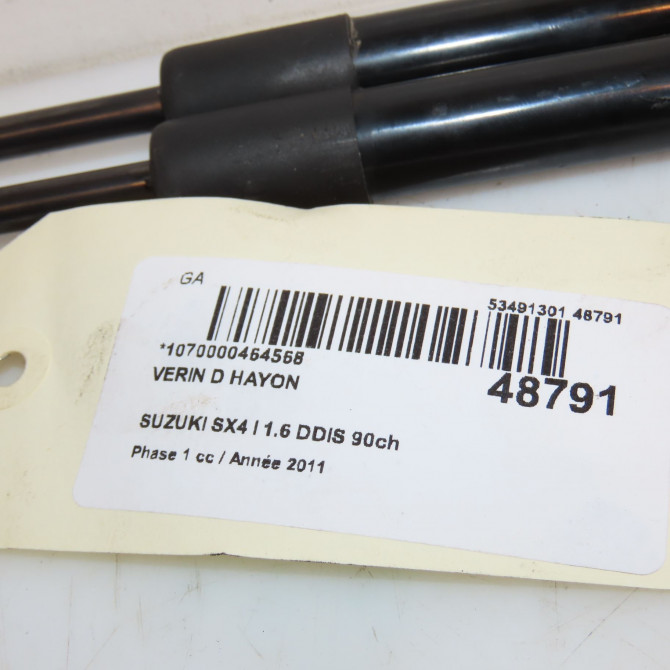 GA
53491301 48791
*1070000464568
VERIN D HAYON
48791
SUZUKI SX4 I 1.6 DDIS 90ch
Phase 1 cc / Année 2011